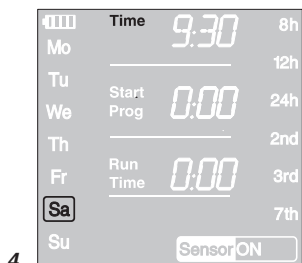 Time 9:30 8h
Mo
12h
Tu
Start Prog 0:00 24h
We
2nd
Th
Run Time 0:00 3rd
Fr
Sa 7th
Su
Sensor ON
4